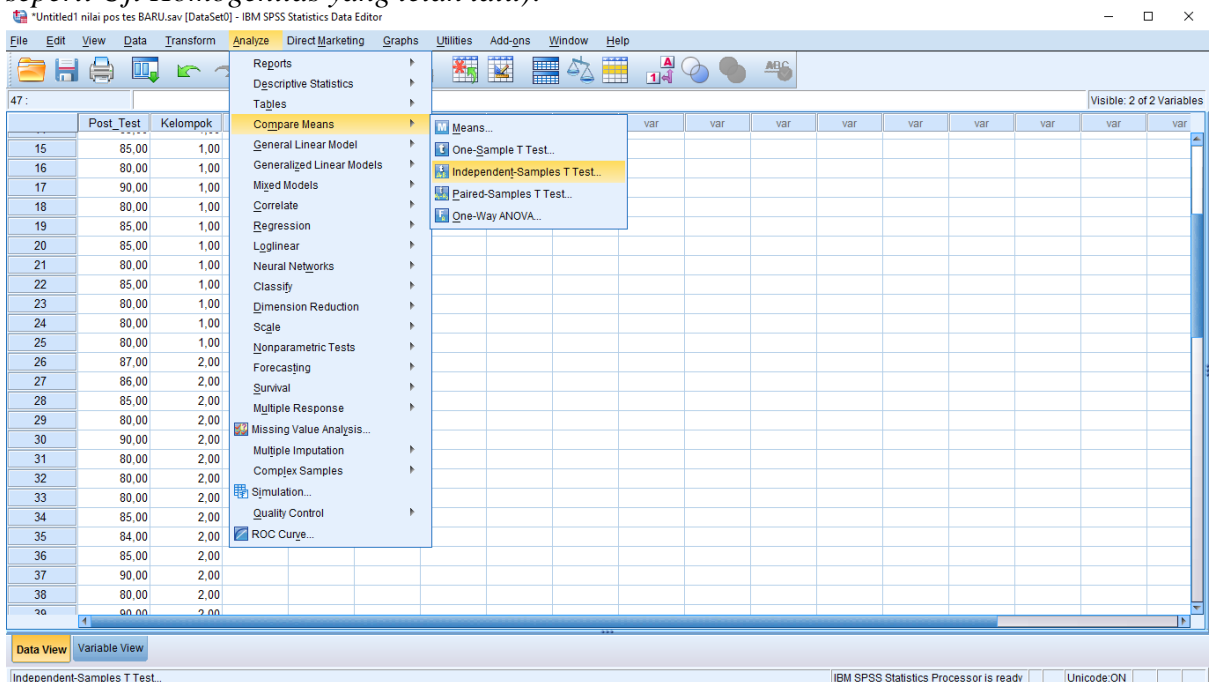 seperti Uji Homogenitas yang telah lalu).
*Untitled1 nilai pos tes BARU.sav [DataSet0] - IBM SPSS Statistics Data Editor
File Edit View Data Transform Analyze Direct Marketing Graphs Utilities Add-ons Window Help
47 :
Visible: 2 of 2 Variables
Post_Test Kelompok var var var var var var var var
15 85,00 1,00
16 80,00 1,00
17 90,00 1,00
18 80,00 1,00
19 85,00 1,00
20 85,00 1,00
21 80,00 1,00
22 85,00 1,00
23 80,00 1,00
24 80,00 1,00
25 80,00 1,00
26 87,00 2,00
27 86,00 2,00
28 85,00 2,00
29 80,00 2,00
30 90,00 2,00
31 80,00 2,00
32 80,00 2,00
33 80,00 2,00
34 85,00 2,00
35 84,00 2,00
36 85,00 2,00
37 90,00 2,00
38 80,00 2,00
39 90,00 2,00
Reports
Descriptive Statistics
Tables
Compare Means
General Linear Model
Generalized Linear Models
Mixed Models
Correlate
Regression
Loglinear
Neural Networks
Classify
Dimension Reduction
Scale
Nonparametric Tests
Forecasting
Survival
Multiple Response
Missing Value Analysis...
Multiple Imputation
Complex Samples
Simulation...
Quality Control
ROC Curve...
Means...
One-Sample T Test...
Independent-Samples T Test...
Paired-Samples T Test...
One-Way ANOVA...
Data View Variable View
Independent-Samples T Test... IBM SPSS Statistics Processor is ready Unicode:ON